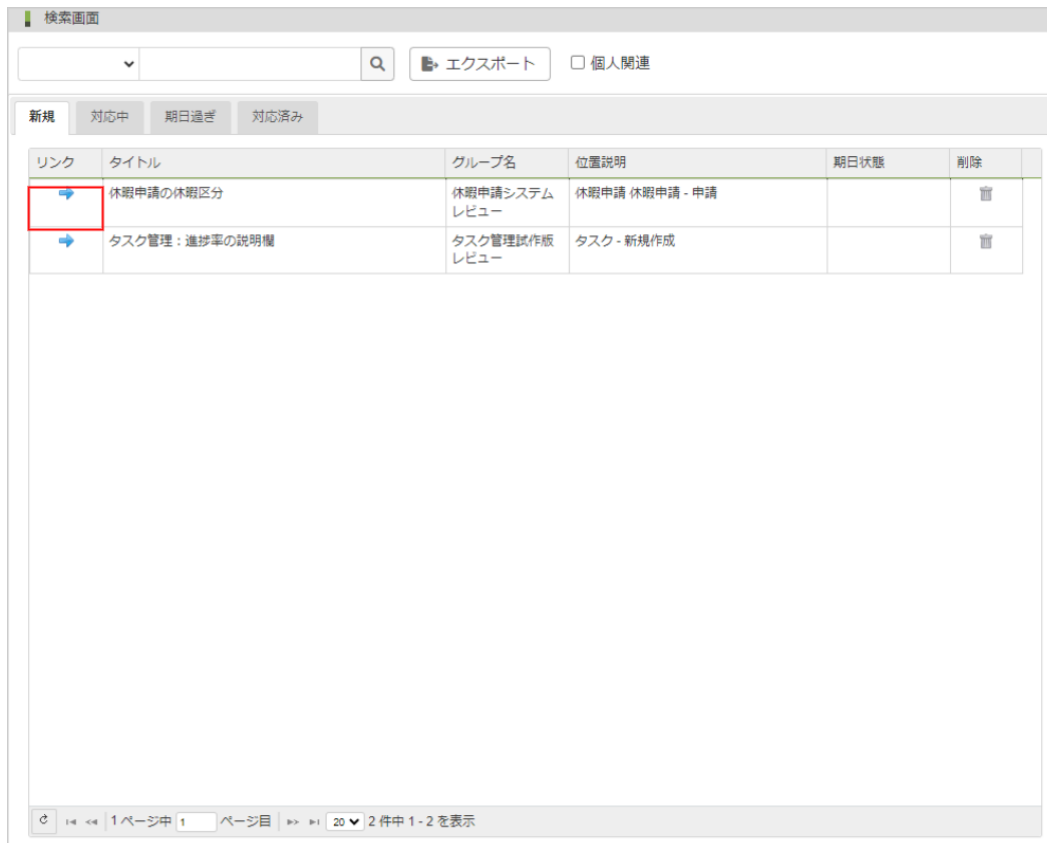 検索画面
エクスポート 個人関連
新規 対応中 期日過ぎ 対応済み
リンク タイトル グループ名 位置説明 期日状態 削除
休暇申請の休暇区分 休暇申請システム 休暇申請 休暇申請 - 申請
レビュー
タスク管理：進捗率の説明欄 タスク管理試作版 タスク - 新規作成
レビュー
1 ページ中 1 ページ目 20 2 件中 1 - 2 を表示